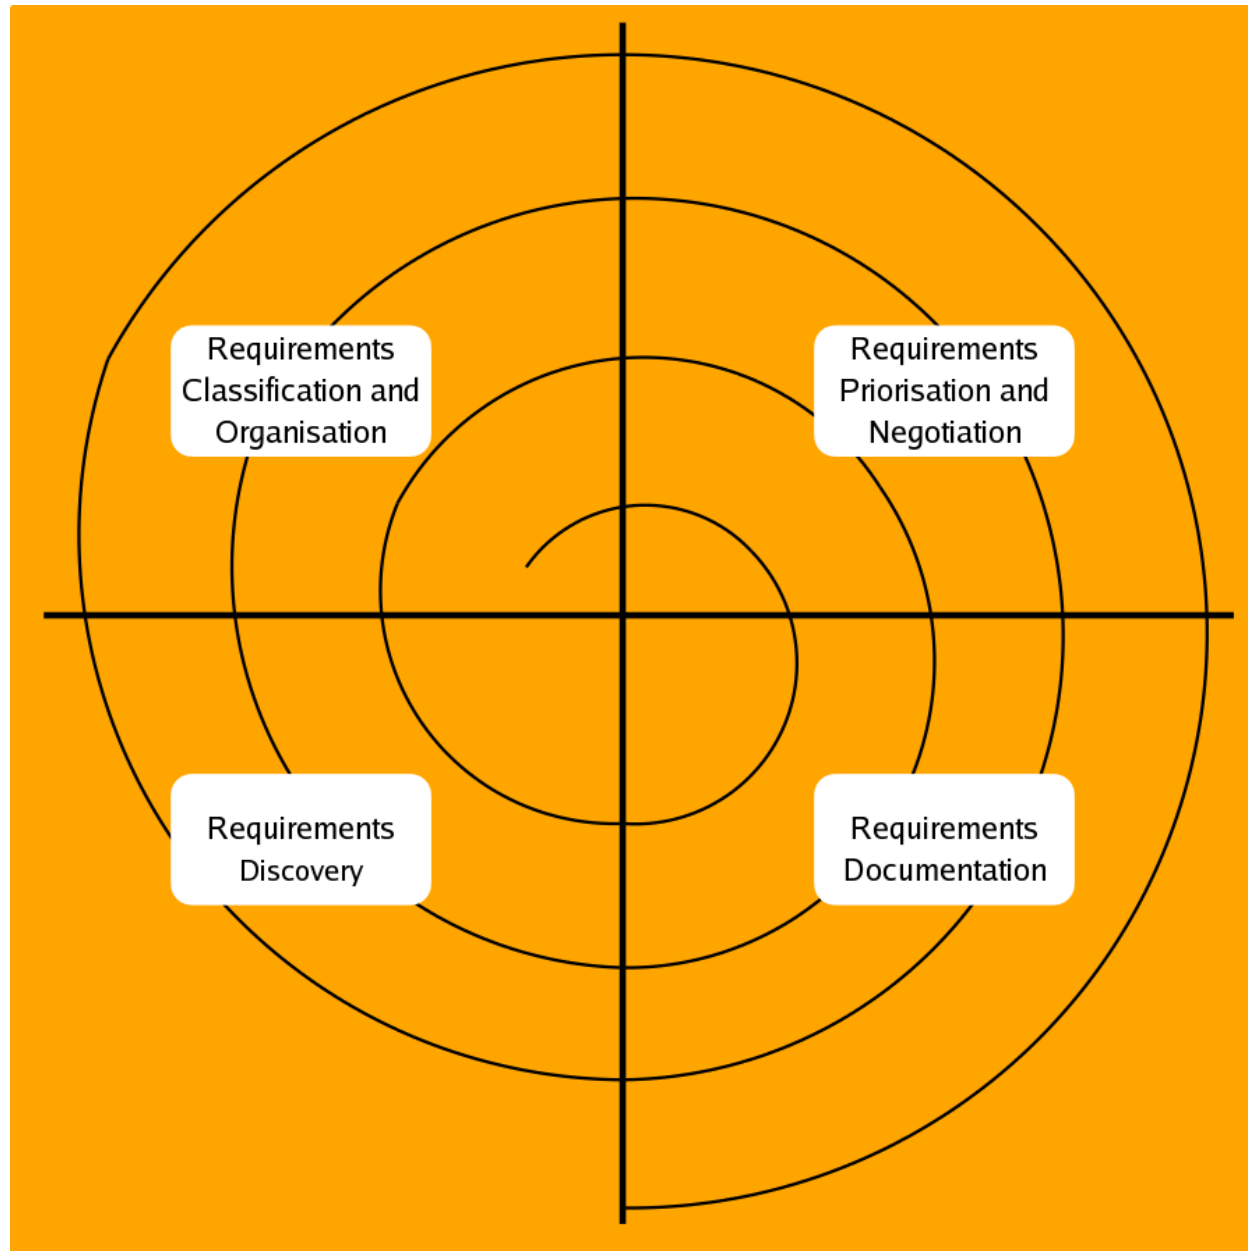 Requirements
Classification and
Organisation
Requirements
Priorisation and
Negotiation
Requirements
Discovery
Requirements
Documentation